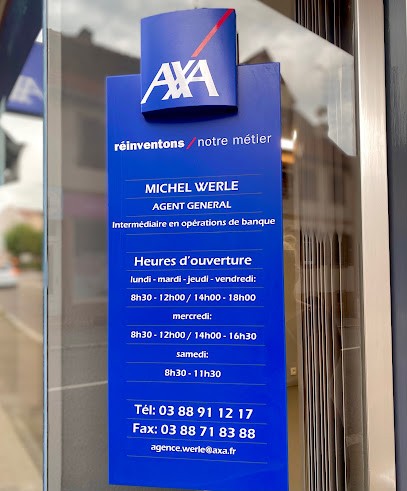 AXA
réinventons / notre métier
MICHEL WERLE
AGENT GENERAL
Intermédiaire en opérations de banque
Heures d'ouverture
lundi - mardi - jeudi - vendredi:
8h30 - 12h00 / 14h00 - 18h00
mercredi:
8h30 - 12h00 / 14h00 - 16h30
samedi:
8h30 - 11h30
Tél: 03 88 91 12 17
Fax: 03 88 71 83 88
agence.werle@axa.fr